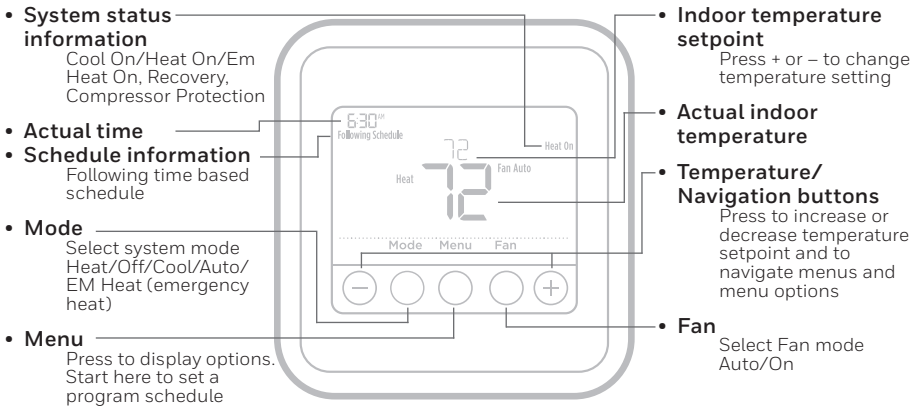 • System status
information
Cool On/Heat On/Em
Heat On, Recovery,
Compressor Protection
• Actual time
• Schedule information
Following time based
schedule
• Mode
Select system mode
Heat/Off/Cool/Auto/
EM Heat (emergency
heat)
• Menu
Press to display options.
Start here to set a
program schedule
6:30 AM
Following Schedule
72
Heat On
Heat
72
Fan Auto
Mode Menu Fan
− +
• Indoor temperature
setpoint
Press + or – to change
temperature setting
• Actual indoor
temperature
• Temperature/
Navigation buttons
Press to increase or
decrease temperature
setpoint and to
navigate menus and
menu options
• Fan
Select Fan mode
Auto/On